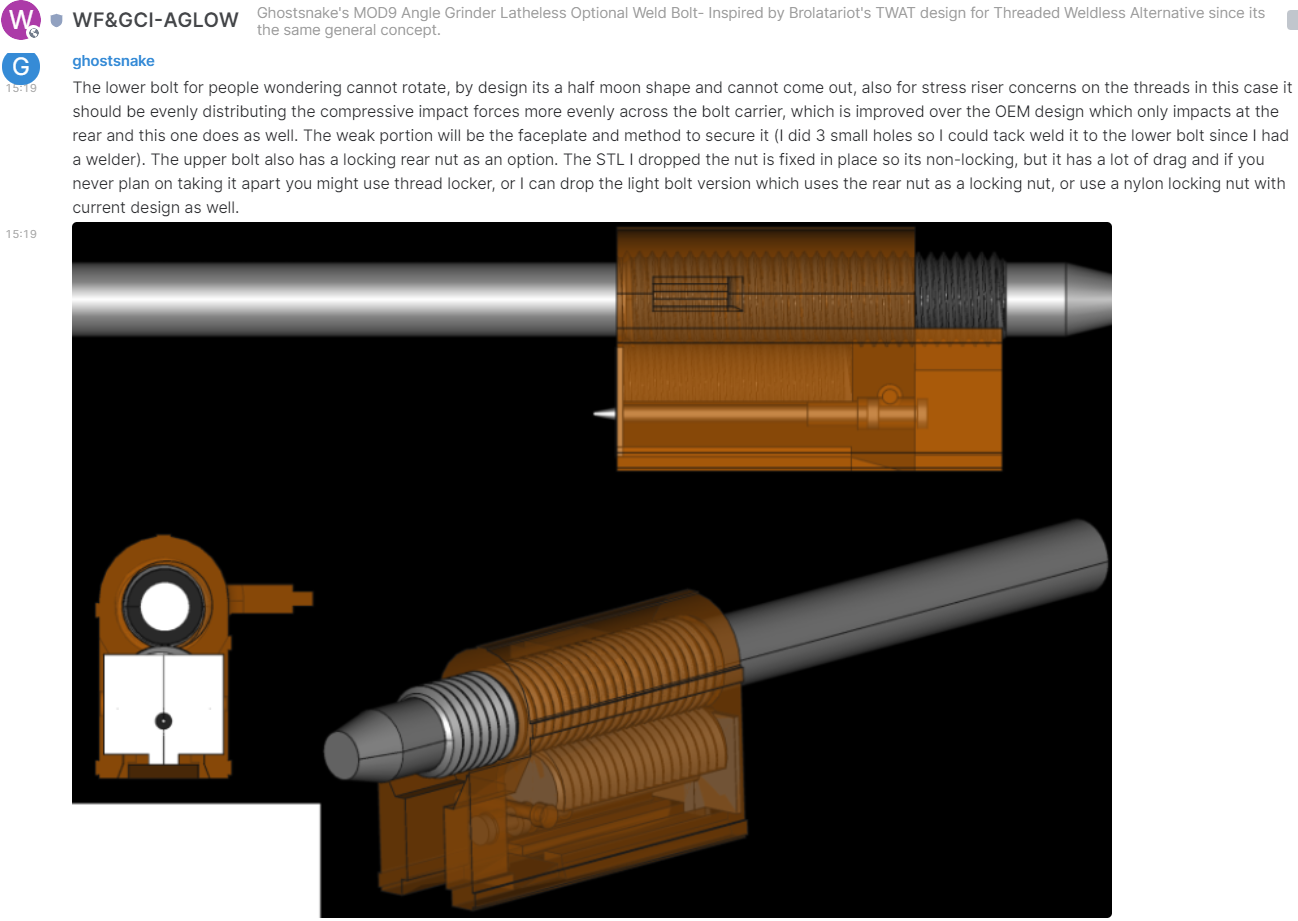 W
WF&GCI-AGLOW
Ghostsnake's MOD9 Angle Grinder Latheless Optional Weld Bolt- Inspired by Brolatariot's TWAT design for Threaded Weldless Alternative since its
the same general concept.
G
ghostsnake
15:19
The lower bolt for people wondering cannot rotate, by design its a half moon shape and cannot come out, also for stress riser concerns on the threads in this case it
should be evenly distributing the compressive impact forces more evenly across the bolt carrier, which is improved over the OEM design which only impacts at the
rear and this one does as well. The weak portion will be the faceplate and method to secure it (I did 3 small holes so I could tack weld it to the lower bolt since I had
a welder). The upper bolt also has a locking rear nut as an option. The STL I dropped the nut is fixed in place so its non-locking, but it has a lot of drag and if you
never plan on taking it apart you might use thread locker, or I can drop the light bolt version which uses the rear nut as a locking nut, or use a nylon locking nut with
current design as well.
15:19